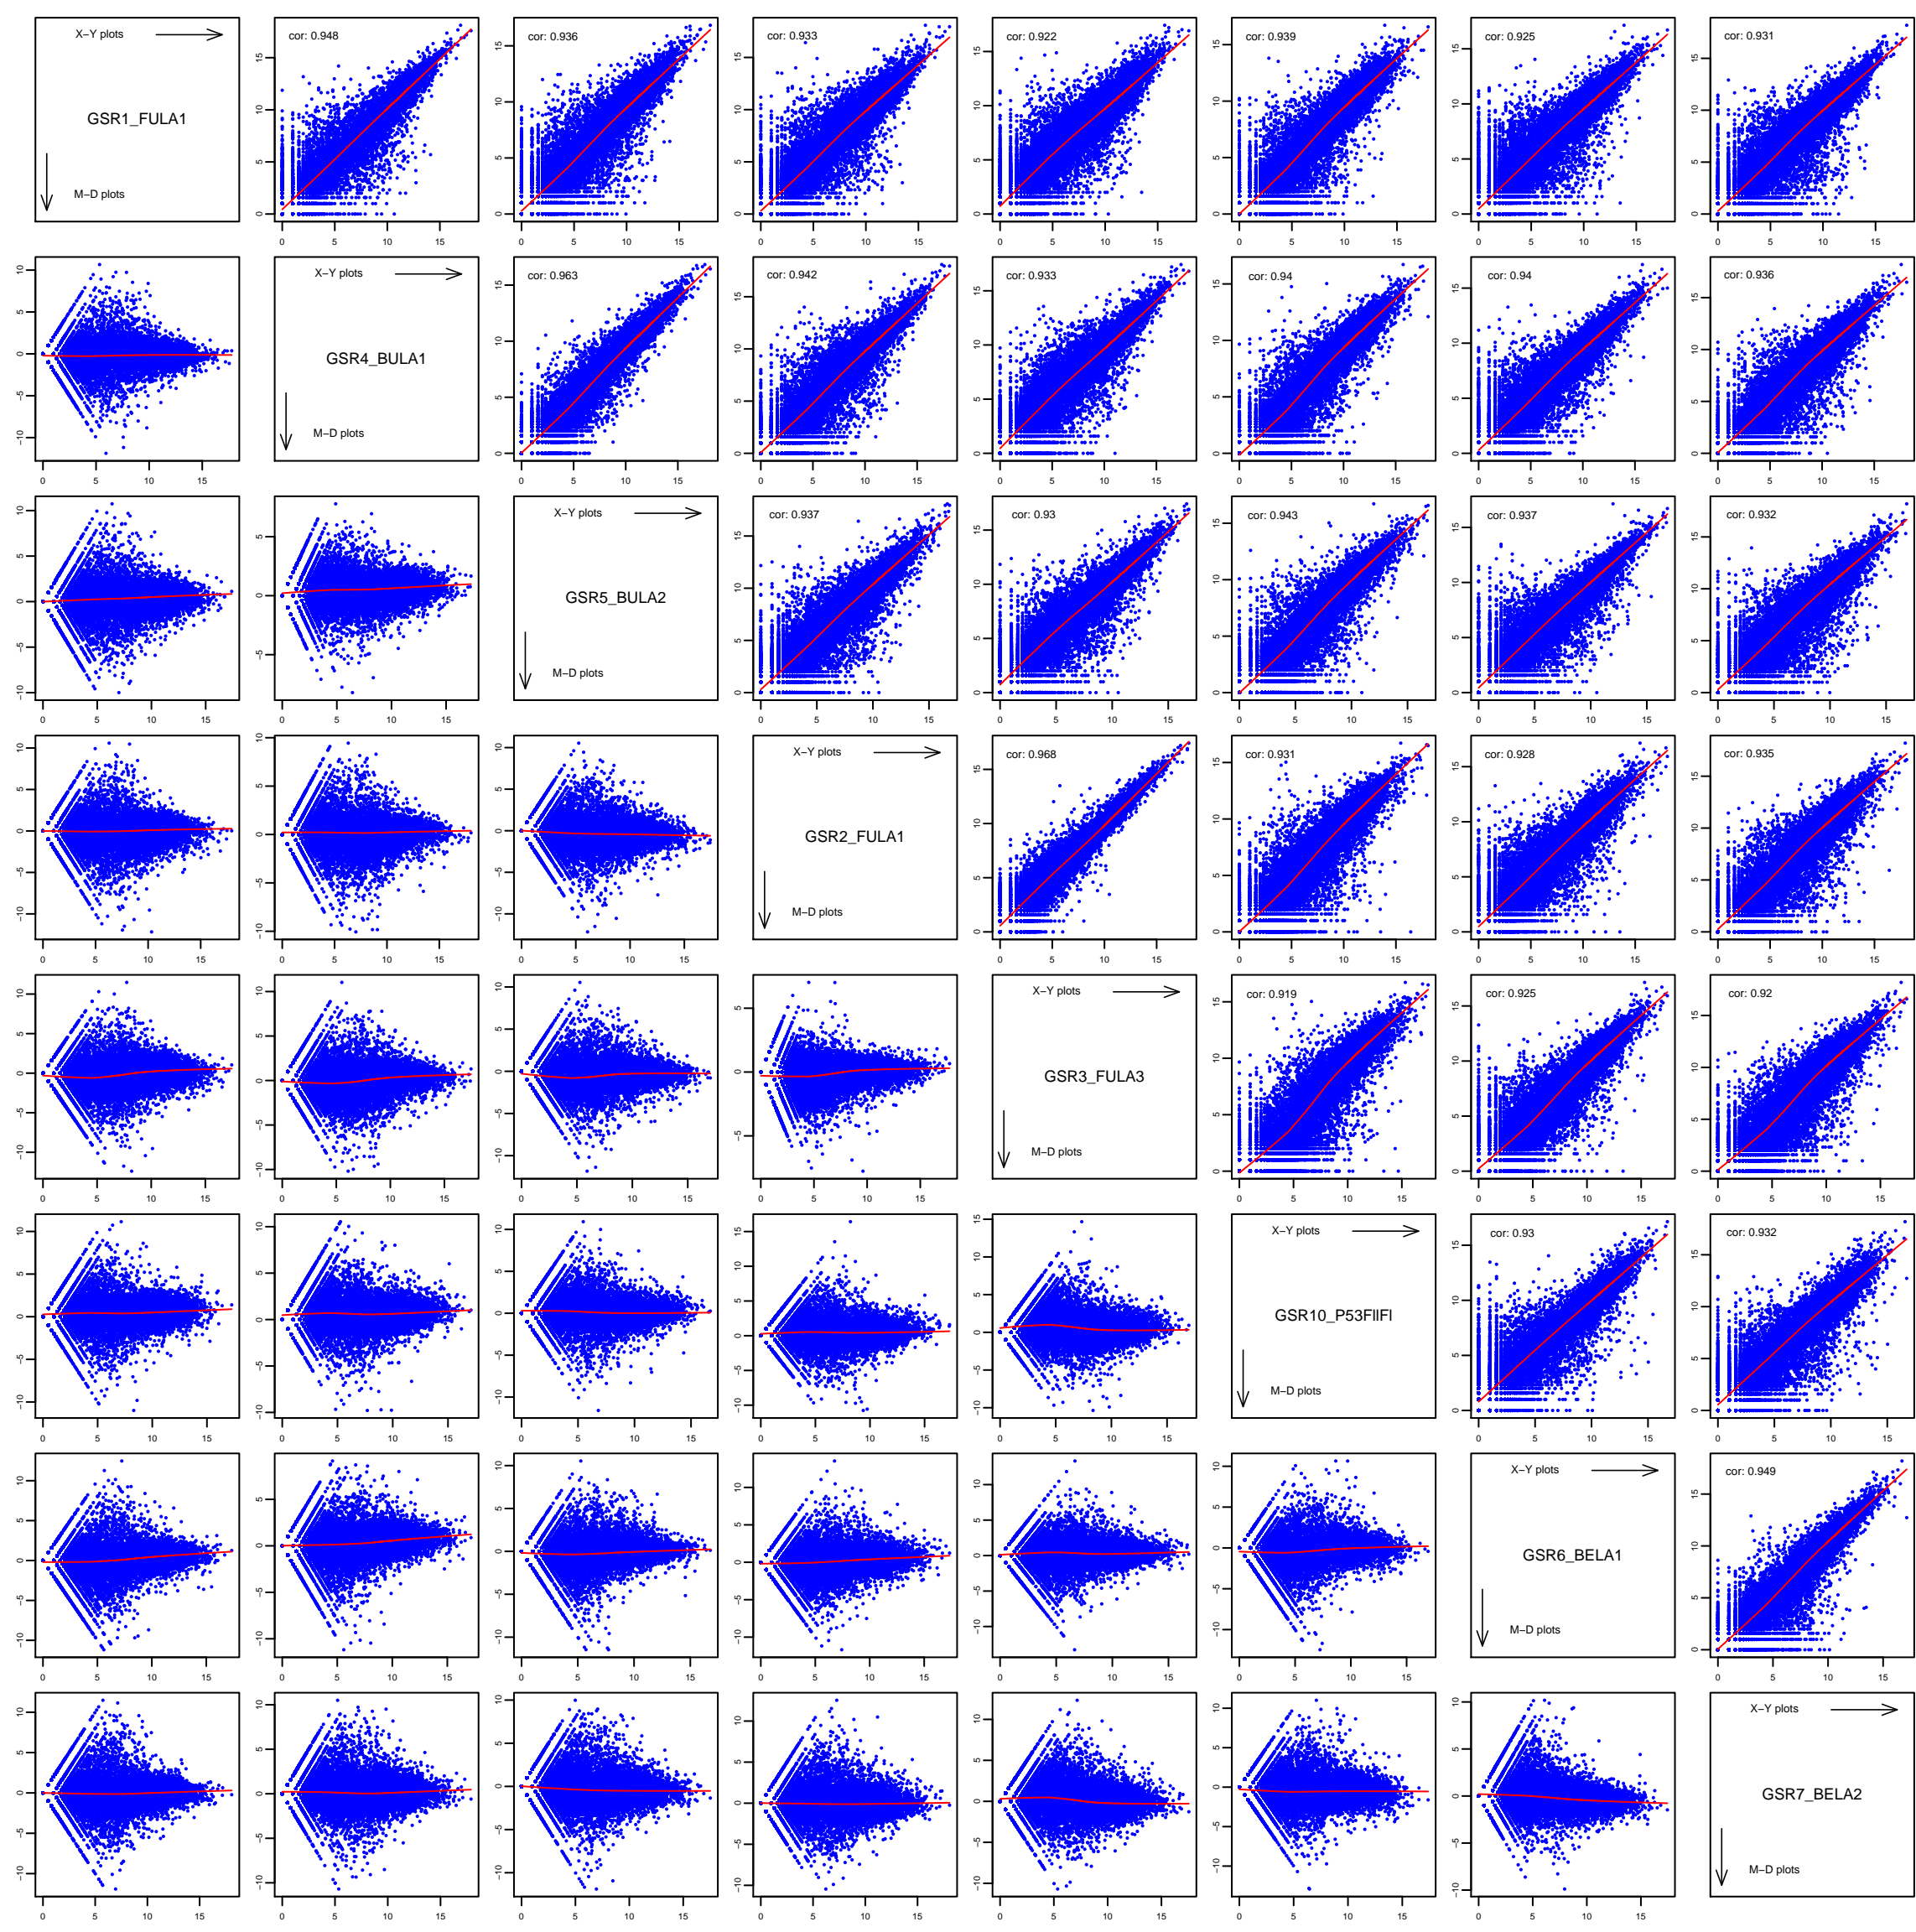 X−Y plots
GSR1_FULA1
M−D plots
cor: 0.948
cor: 0.936
cor: 0.933
cor: 0.922
cor: 0.939
cor: 0.925
cor: 0.931
X−Y plots
GSR4_BULA1
M−D plots
cor: 0.963
cor: 0.942
cor: 0.933
cor: 0.94
cor: 0.94
cor: 0.936
X−Y plots
GSR5_BULA2
M−D plots
cor: 0.937
cor: 0.93
cor: 0.943
cor: 0.937
cor: 0.932
X−Y plots
GSR2_FULA1
M−D plots
cor: 0.968
cor: 0.931
cor: 0.928
cor: 0.935
X−Y plots
GSR3_FULA3
M−D plots
cor: 0.919
cor: 0.925
cor: 0.92
X−Y plots
GSR10_P53FlIFl
M−D plots
cor: 0.93
cor: 0.932
X−Y plots
GSR6_BELA1
M−D plots
cor: 0.949
X−Y plots
GSR7_BELA2
M−D plots